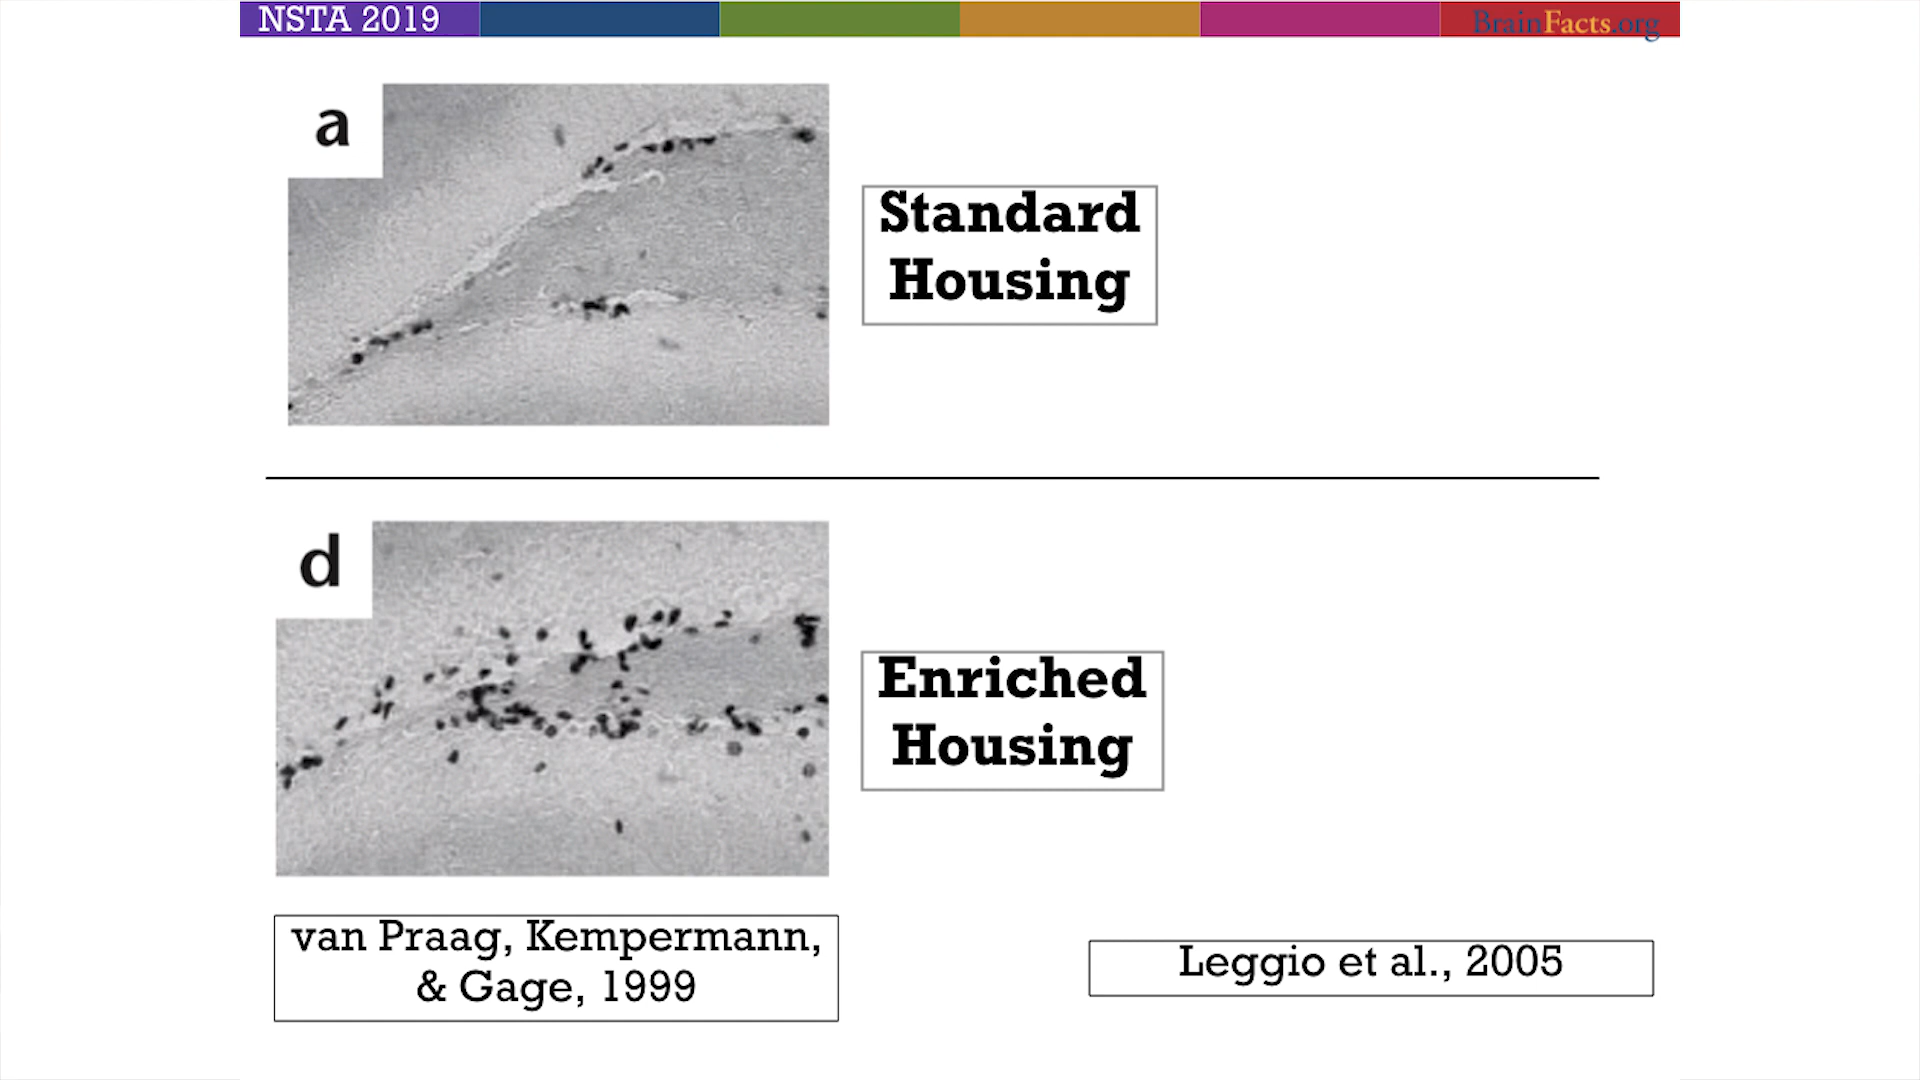 NSTA 2019
BrainFacts.org
a
Standard
Housing
d
Enriched
Housing
van Praag, Kempermann,
& Gage, 1999
Leggio et al., 2005